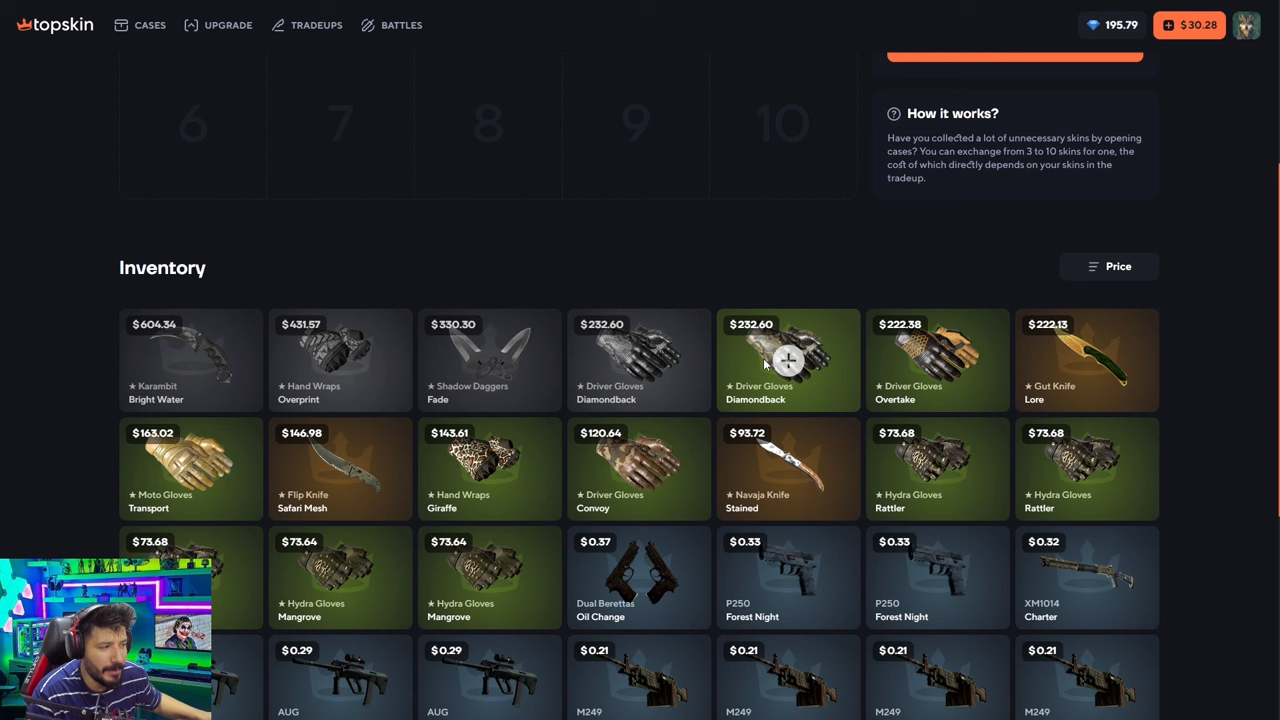 topskin
CASES
UPGRADE
TRADEUPS
BATTLES
195.79
$30.28
6
7
8
9
10
How it works?
Have you collected a lot of unnecessary skins by opening
cases? You can exchange from 3 to 10 skins for one, the
cost of which directly depends on your skins in the
tradeup.
Inventory
Price
$604.34
★ Karambit
Bright Water
$431.57
★ Hand Wraps
Overprint
$330.30
★ Shadow Daggers
Fade
$232.60
★ Driver Gloves
Diamondback
$232.60
★ Driver Gloves
Diamondback
$222.38
★ Driver Gloves
Overtake
$222.13
★ Gut Knife
Lore
$163.02
★ Moto Gloves
Transport
$146.98
★ Flip Knife
Safari Mesh
$143.61
★ Hand Wraps
Giraffe
$120.64
★ Driver Gloves
Convoy
$93.72
★ Navaja Knife
Stained
$73.68
★ Hydra Gloves
Rattler
$73.68
★ Hydra Gloves
Rattler
$73.68
$73.64
★ Hydra Gloves
Mangrove
$73.64
★ Hydra Gloves
Mangrove
$0.37
Dual Berettas
Oil Change
$0.33
P250
Forest Night
$0.33
P250
Forest Night
$0.32
XM1014
Charter
$0.29
AUG
$0.29
AUG
$0.21
M249
$0.21
M249
$0.21
M249
$0.21
M249